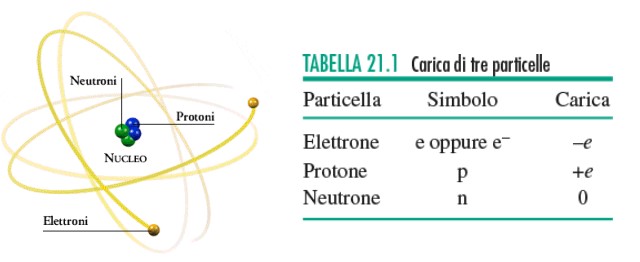 Neutroni
Protoni
NUCLEO
Elettroni
TABELLA 21.1 Carica di tre particelle
Particella Simbolo Carica
Elettrone e oppure e⁻ –e
Protone p +e
Neutrone n 0